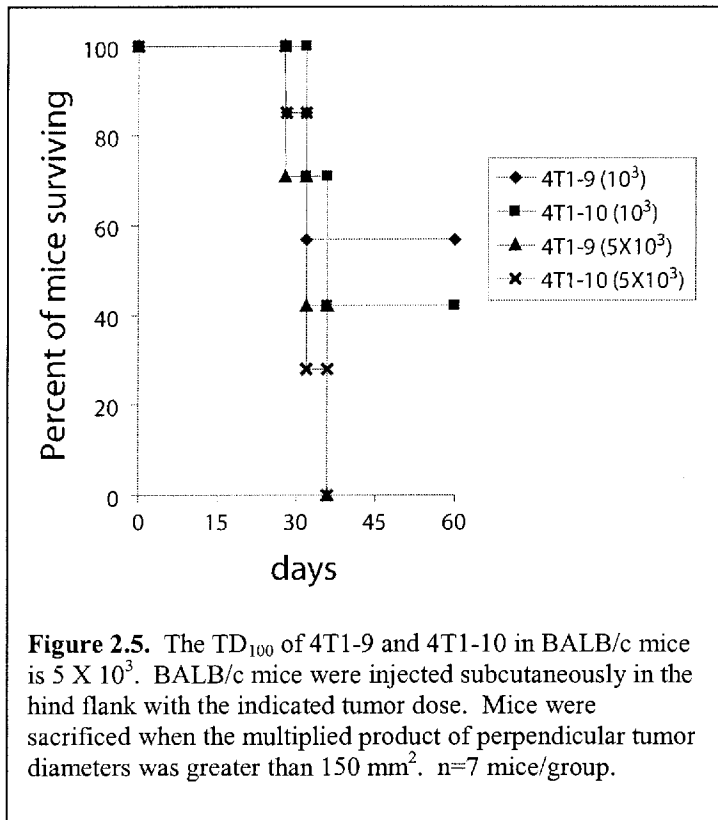 Percent of mice surviving
100
80
60
40
20
0
0 15 30 45 60
days
4T1-9 (10³)
4T1-10 (10³)
4T1-9 (5X10³)
4T1-10 (5X10³)
Figure 2.5. The TD₁₀₀ of 4T1-9 and 4T1-10 in BALB/c mice
is 5 X 10³. BALB/c mice were injected subcutaneously in the
hind flank with the indicated tumor dose. Mice were
sacrificed when the multiplied product of perpendicular tumor
diameters was greater than 150 mm². n=7 mice/group.